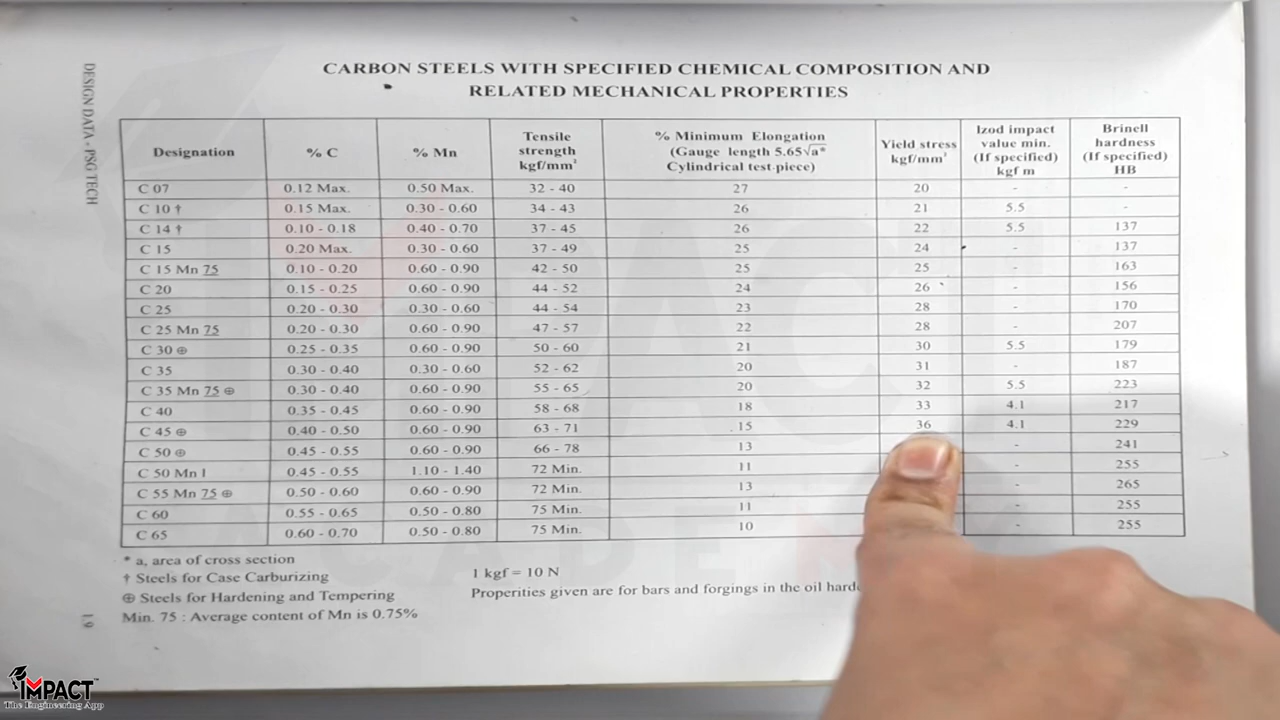 CARBON STEELS WITH SPECIFIED CHEMICAL COMPOSITION AND
RELATED MECHANICAL PROPERTIES
DESIGN DATA - PSG TECH
Designation | % C | % Mn | Tensile strength kgf/mm² | % Minimum Elongation (Gauge length 5.65√a* Cylindrical test-piece) | Yield stress kgf/mm² | Izod impact value min. (If specified) kgf m | Brinell hardness (If specified) HB
C 07 | 0.12 Max. | 0.50 Max. | 32 - 40 | 27 | 20 | - | -
C 10 † | 0.15 Max. | 0.30 - 0.60 | 34 - 43 | 26 | 21 | 5.5 | -
C 14 † | 0.10 - 0.18 | 0.40 - 0.70 | 37 - 45 | 26 | 22 | 5.5 | 137
C 15 | 0.20 Max. | 0.30 - 0.60 | 37 - 49 | 25 | 24 | - | 137
C 15 Mn 75 | 0.10 - 0.20 | 0.60 - 0.90 | 42 - 50 | 25 | 25 | - | 163
C 20 | 0.15 - 0.25 | 0.60 - 0.90 | 44 - 52 | 24 | 26 | - | 156
C 25 | 0.20 - 0.30 | 0.30 - 0.60 | 44 - 54 | 23 | 28 | - | 170
C 25 Mn 75 | 0.20 - 0.30 | 0.60 - 0.90 | 47 - 57 | 22 | 28 | - | 207
C 30 ⊕ | 0.25 - 0.35 | 0.60 - 0.90 | 50 - 60 | 21 | 30 | 5.5 | 179
C 35 | 0.30 - 0.40 | 0.30 - 0.60 | 52 - 62 | 20 | 31 | - | 187
C 35 Mn 75 ⊕ | 0.30 - 0.40 | 0.60 - 0.90 | 55 - 65 | 20 | 32 | 5.5 | 223
C 40 | 0.35 - 0.45 | 0.60 - 0.90 | 58 - 68 | 18 | 33 | 4.1 | 217
C 45 ⊕ | 0.40 - 0.50 | 0.60 - 0.90 | 63 - 71 | 15 | 36 | 4.1 | 229
C 50 ⊕ | 0.45 - 0.55 | 0.60 - 0.90 | 66 - 78 | 13 | | - | 241
C 50 Mn 1 | 0.45 - 0.55 | 1.10 - 1.40 | 72 Min. | 11 | | - | 255
C 55 Mn 75 ⊕ | 0.50 - 0.60 | 0.60 - 0.90 | 72 Min. | 13 | | - | 265
C 60 | 0.55 - 0.65 | 0.50 - 0.80 | 75 Min. | 11 | | - | 255
C 65 | 0.60 - 0.70 | 0.50 - 0.80 | 75 Min. | 10 | | - | 255
* a, area of cross section
† Steels for Case Carburizing
⊕ Steels for Hardening and Tempering
Min. 75 : Average content of Mn is 0.75%
1 kgf = 10 N
Properities given are for bars and forgings in the oil
19
IMPACT
ACADEM
IMPACT
The Engineering App